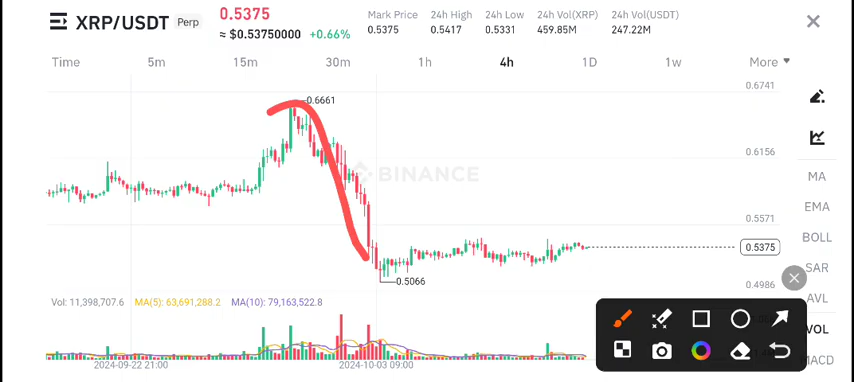 XRP/USDT Perp
0.5375
≈ $0.53750000 +0.66%
Mark Price 24h High 24h Low 24h Vol(XRP) 24h Vol(USDT)
0.5375 0.5417 0.5331 459.85M 247.22M
Time 5m 15m 30m 1h 4h 1D 1w More
0.6741
0.6661
0.6156
BINANCE
MA
EMA
0.5571
BOLL
0.5375
SAR
0.5066
0.4986
AVL
Vol: 11,398,707.6 MA(5): 63,691,288.2 MA(10): 79,163,522.8
VOL
MACD
2024-09-22 21:00 2024-10-03 09:00